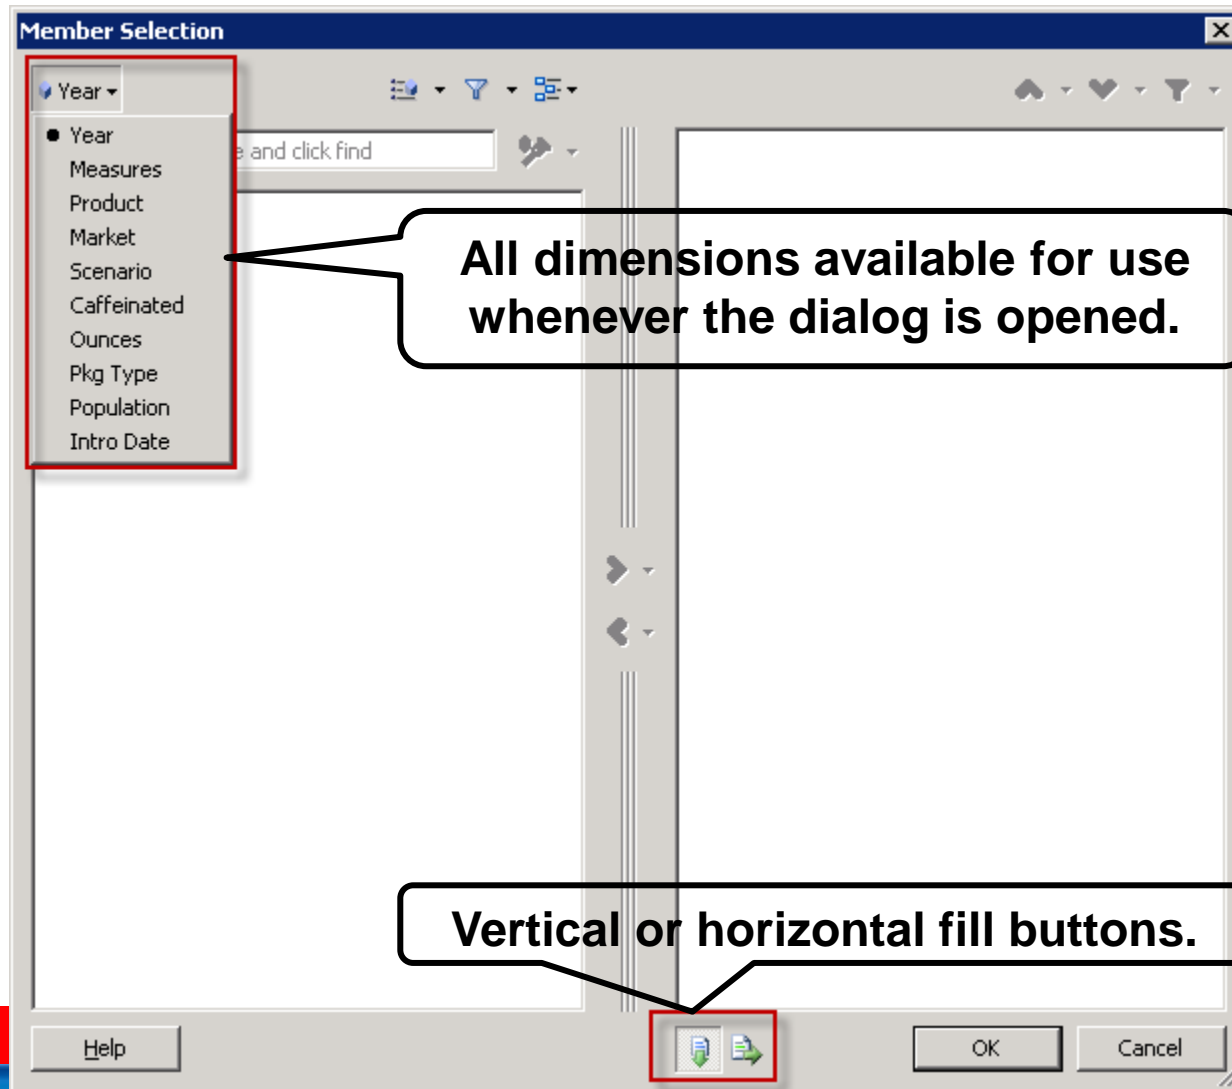 Member Selection
Year
Year
Measures
Product
Market
Scenario
Caffeinated
Ounces
Pkg Type
Population
Intro Date
and click find
All dimensions available for use
whenever the dialog is opened.
Vertical or horizontal fill buttons.
Help
OK
Cancel